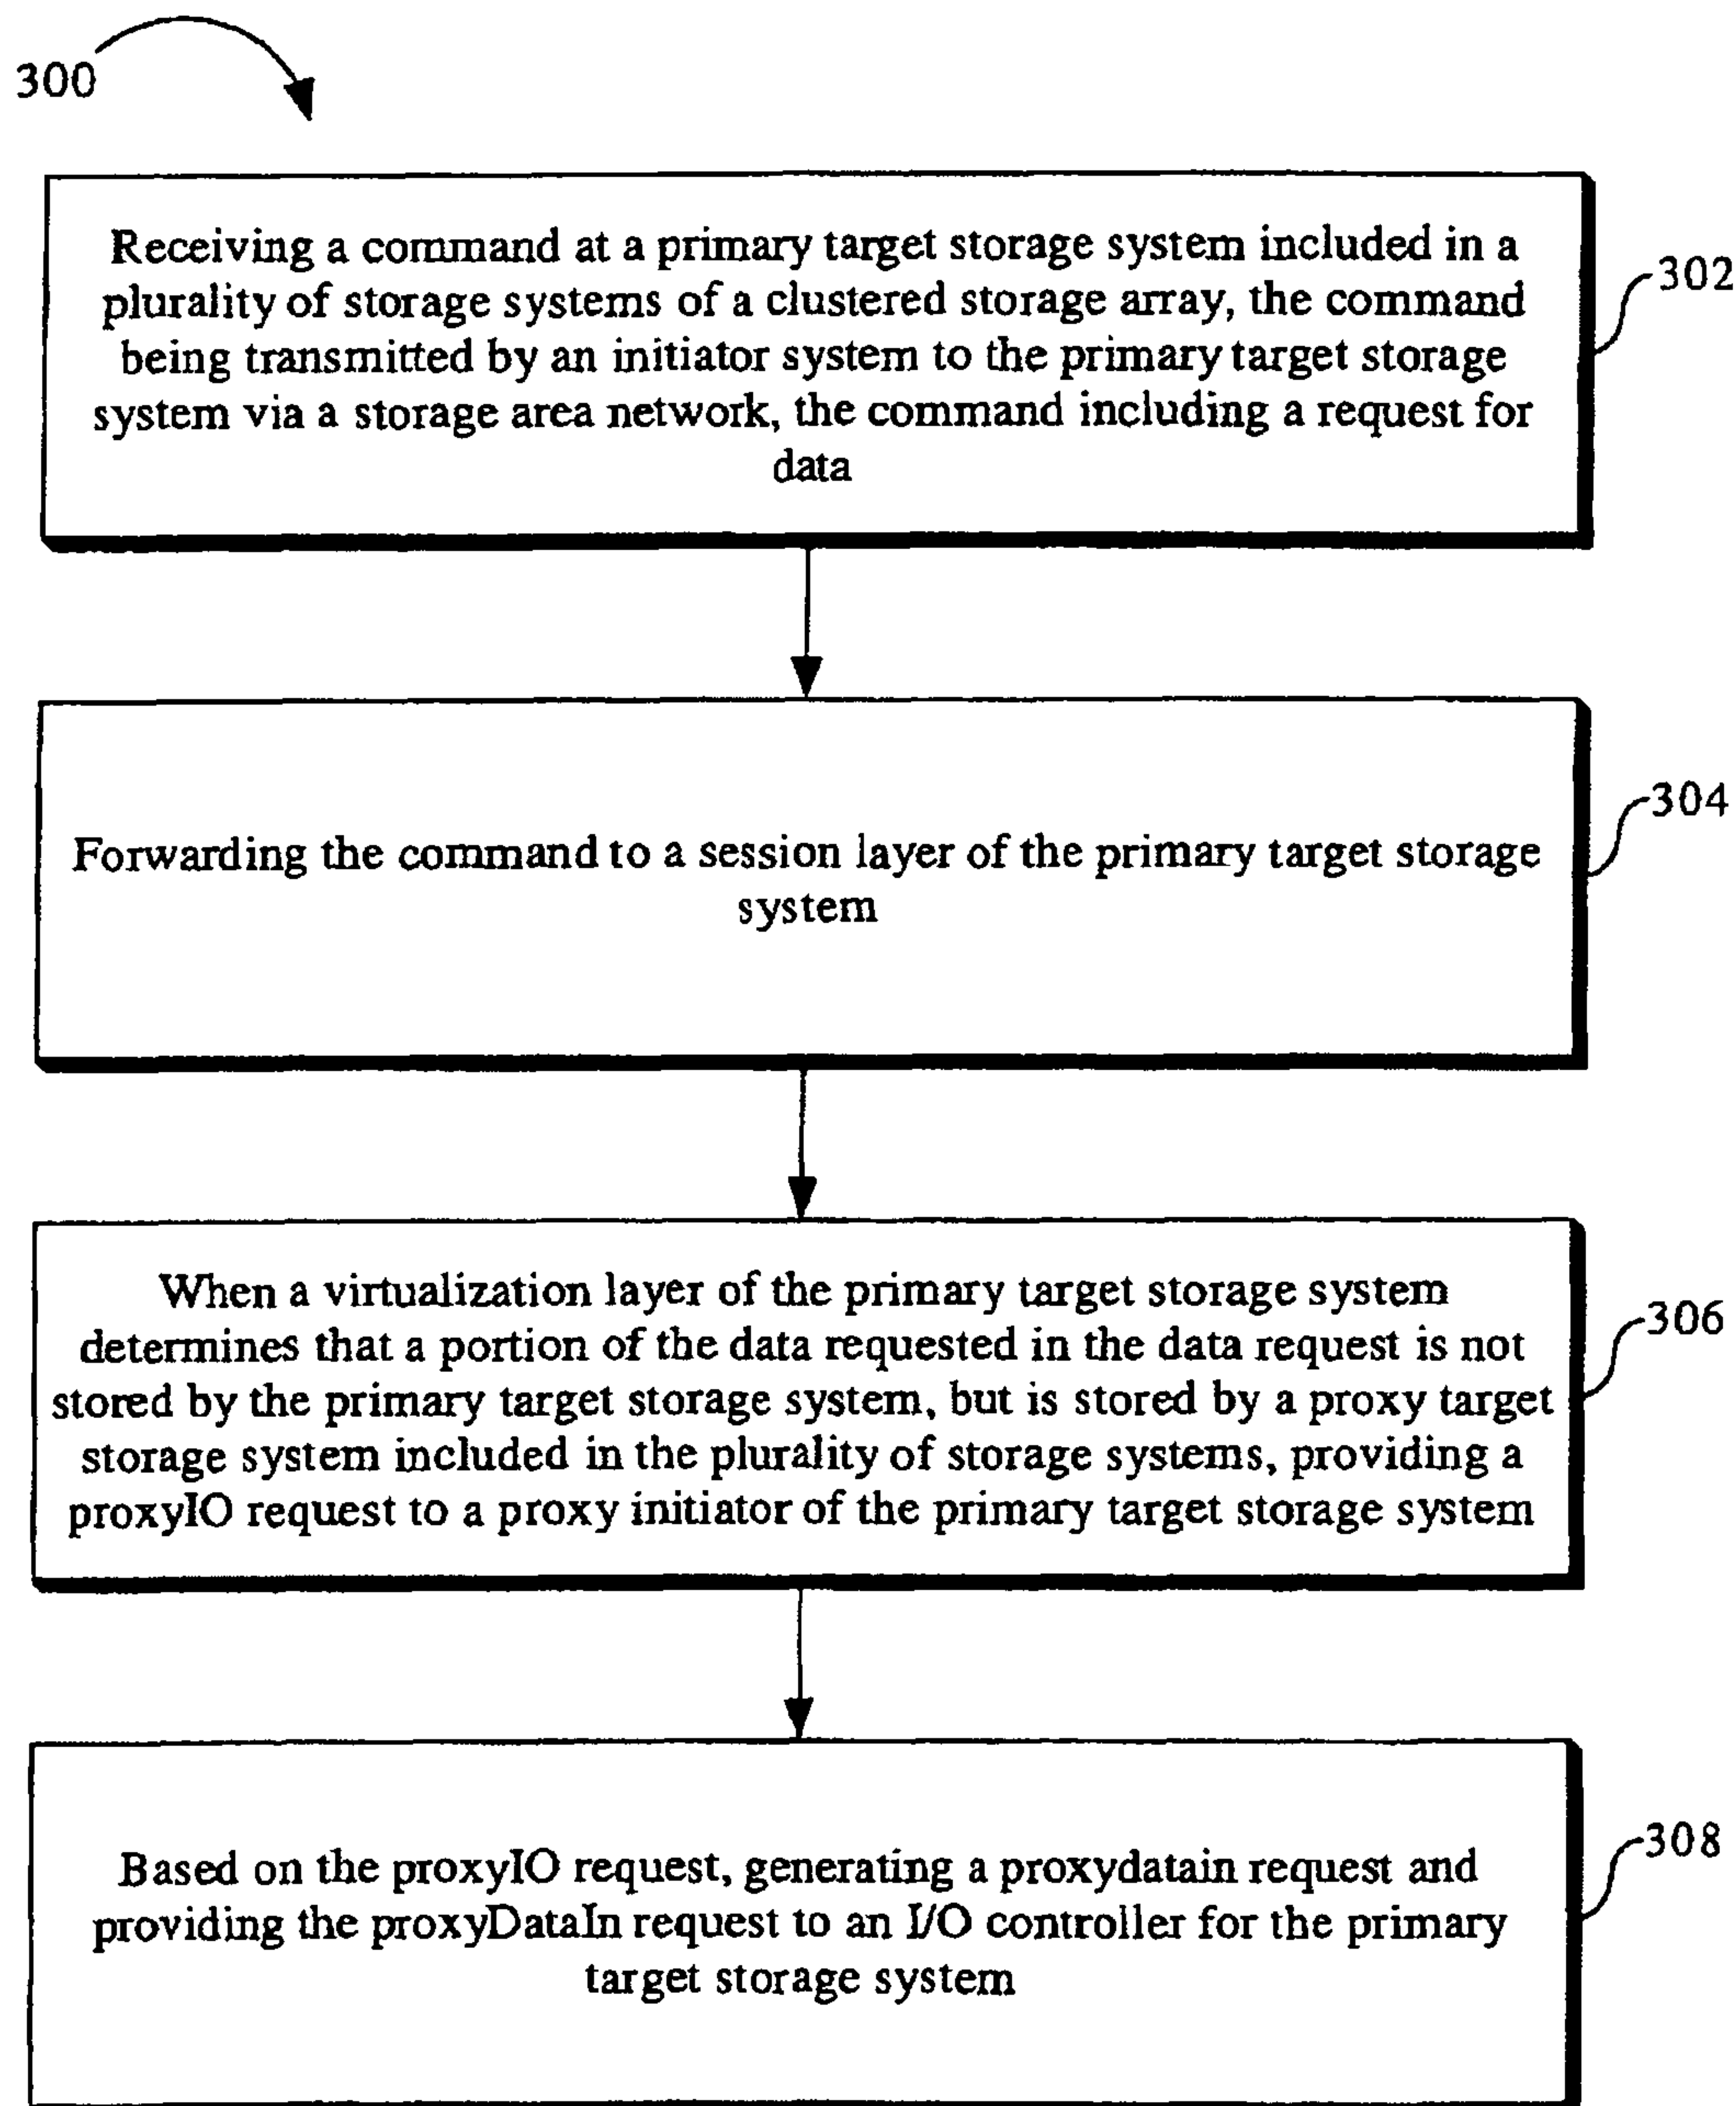 300
Receiving a command at a primary target storage system included in a
plurality of storage systems of a clustered storage array, the command
being transmitted by an initiator system to the primary target storage
system via a storage area network, the command including a request for
data
302
Forwarding the command to a session layer of the primary target storage
system
304
When a virtualization layer of the primary target storage system
determines that a portion of the data requested in the data request is not
stored by the primary target storage system, but is stored by a proxy target
storage system included in the plurality of storage systems, providing a
proxyIO request to a proxy initiator of the primary target storage system
306
Based on the proxyIO request, generating a proxydatain request and
providing the proxyDataIn request to an I/O controller for the primary
target storage system
308